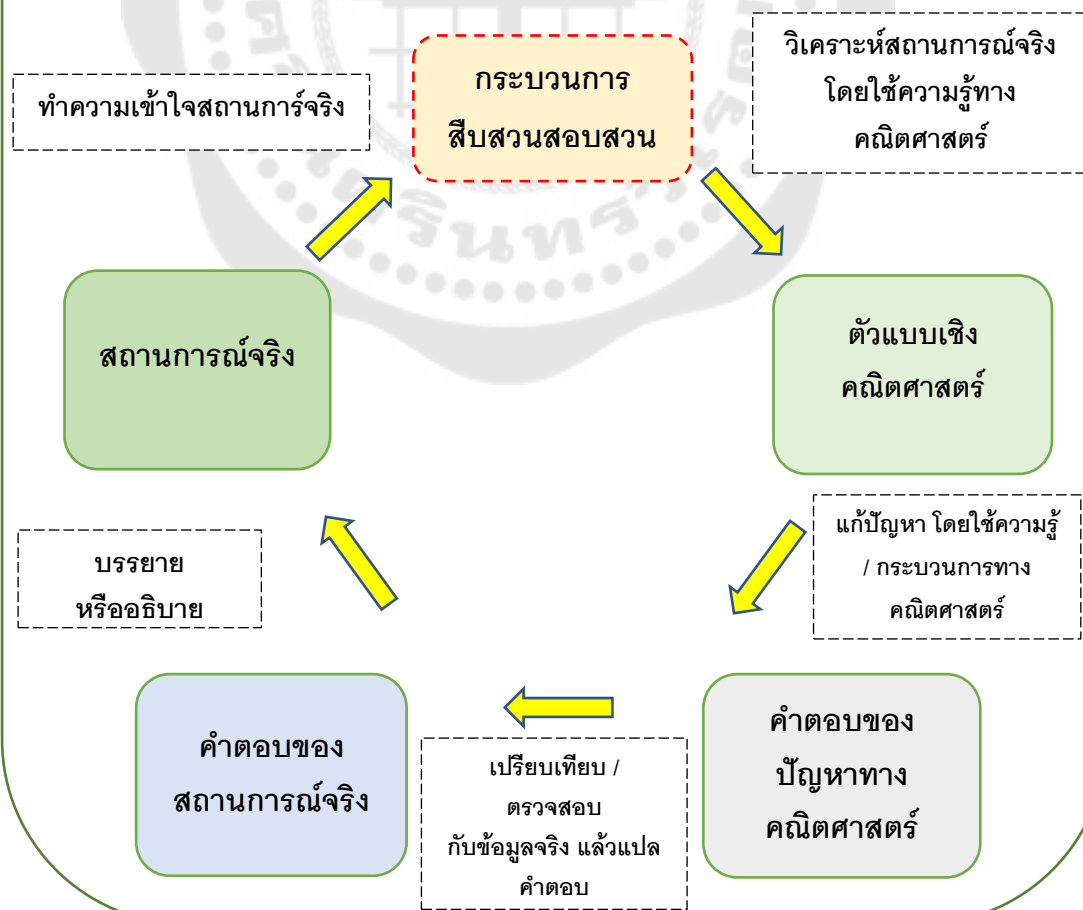 วิเคราะห์สถานการณ์จริง
โดยใช้ความรู้ทาง
คณิตศาสตร์
กระบวนการ
สืบสวนสอบสวน
ทำความเข้าใจสถานการ์จริง
สถานการณ์จริง
ตัวแบบเชิง
คณิตศาสตร์
แก้ปัญหา โดยใช้ความรู้
/ กระบวนการทาง
คณิตศาสตร์
บรรยาย
หรืออธิบาย
คำตอบของ
สถานการณ์จริง
เปรียบเทียบ /
ตรวจสอบ
กับข้อมูลจริง แล้วแปล
คำตอบ
คำตอบของ
ปัญหาทาง
คณิตศาสตร์